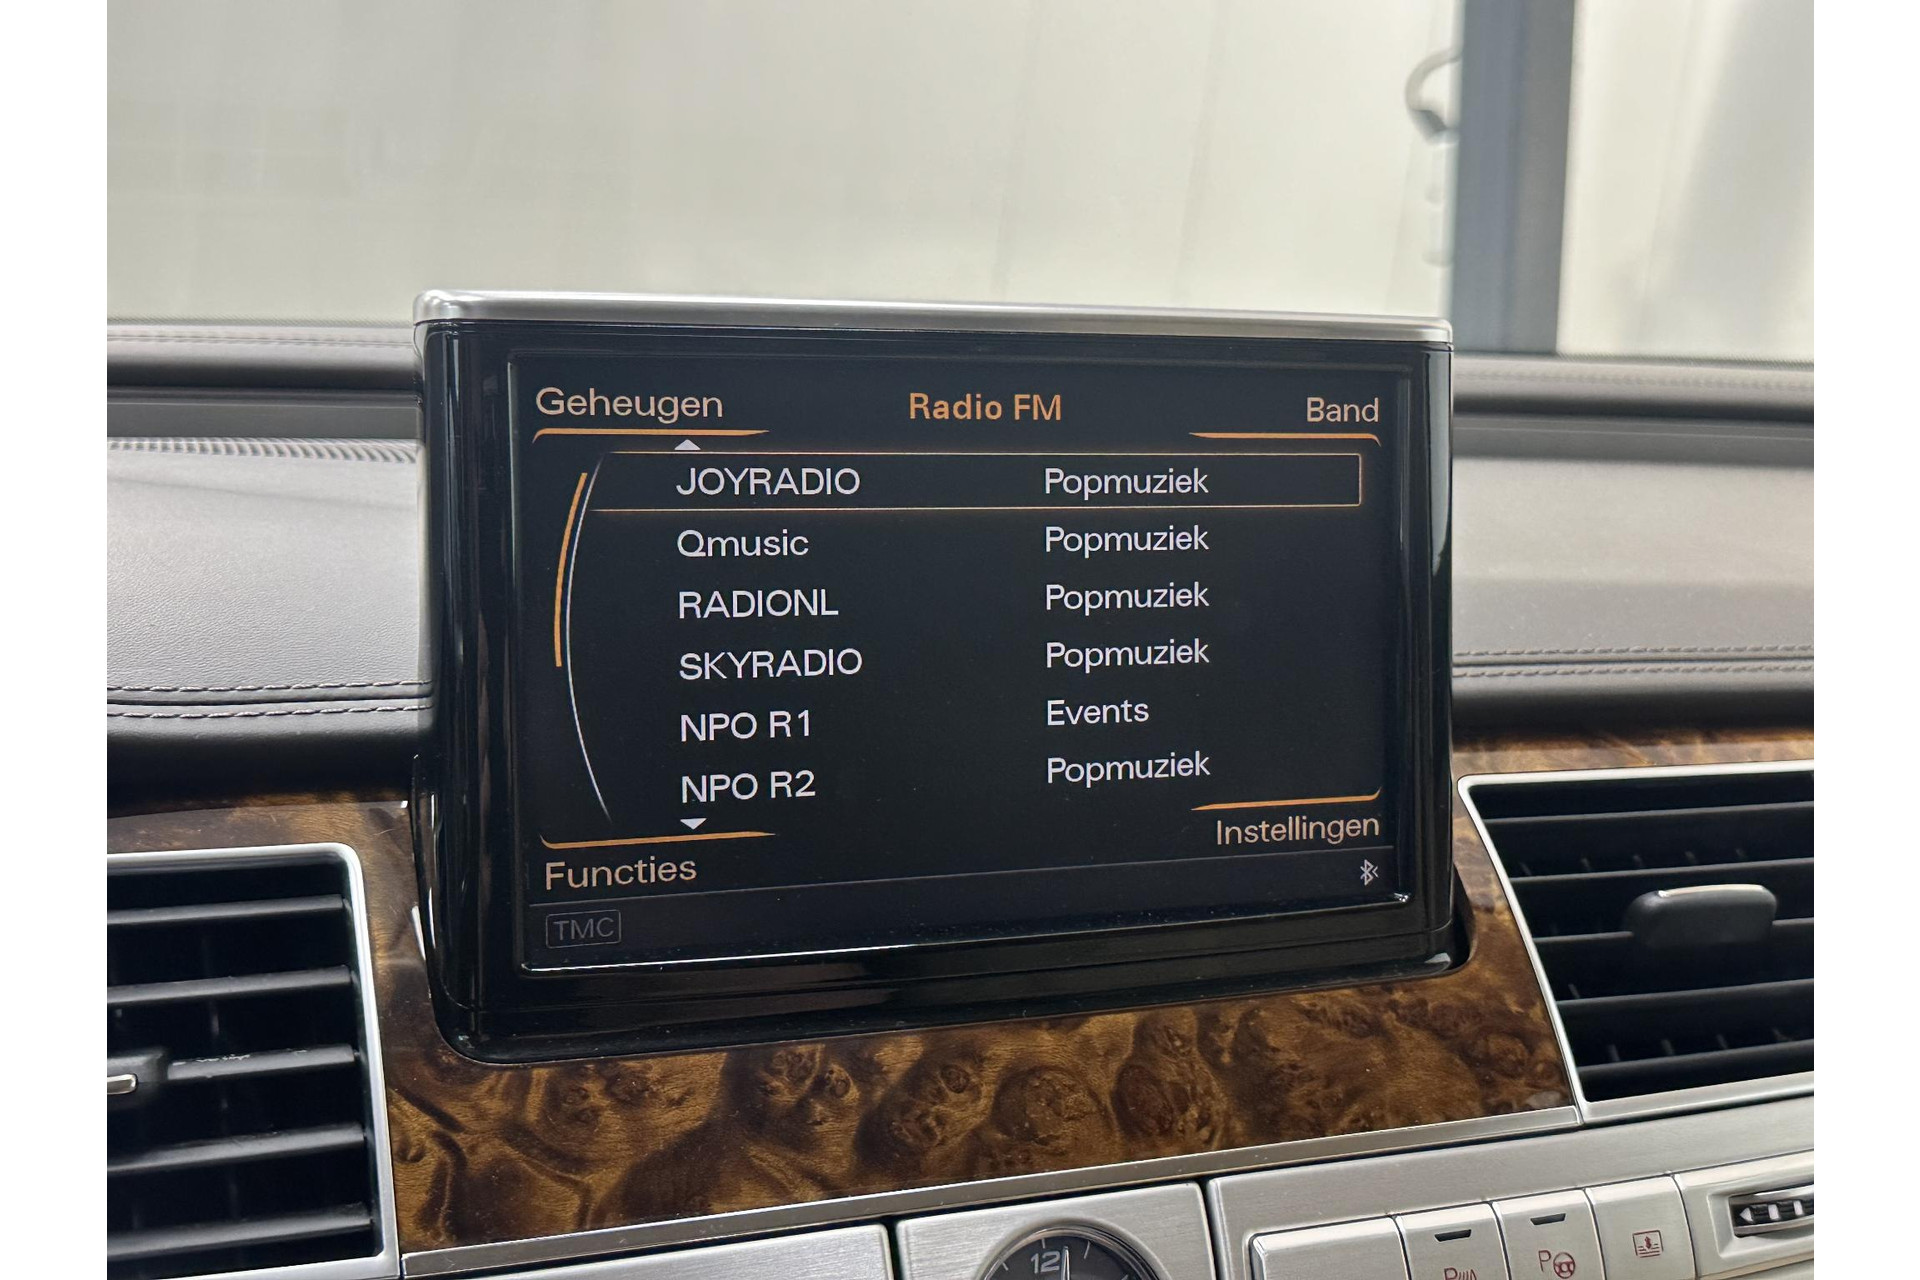 Geheugen Radio FM Band
JOYRADIO Popmuziek
Qmusic Popmuziek
RADIONL Popmuziek
SKYRADIO Popmuziek
NPO R1 Events
NPO R2 Popmuziek
Functies Instellingen
TMC
12
P
P